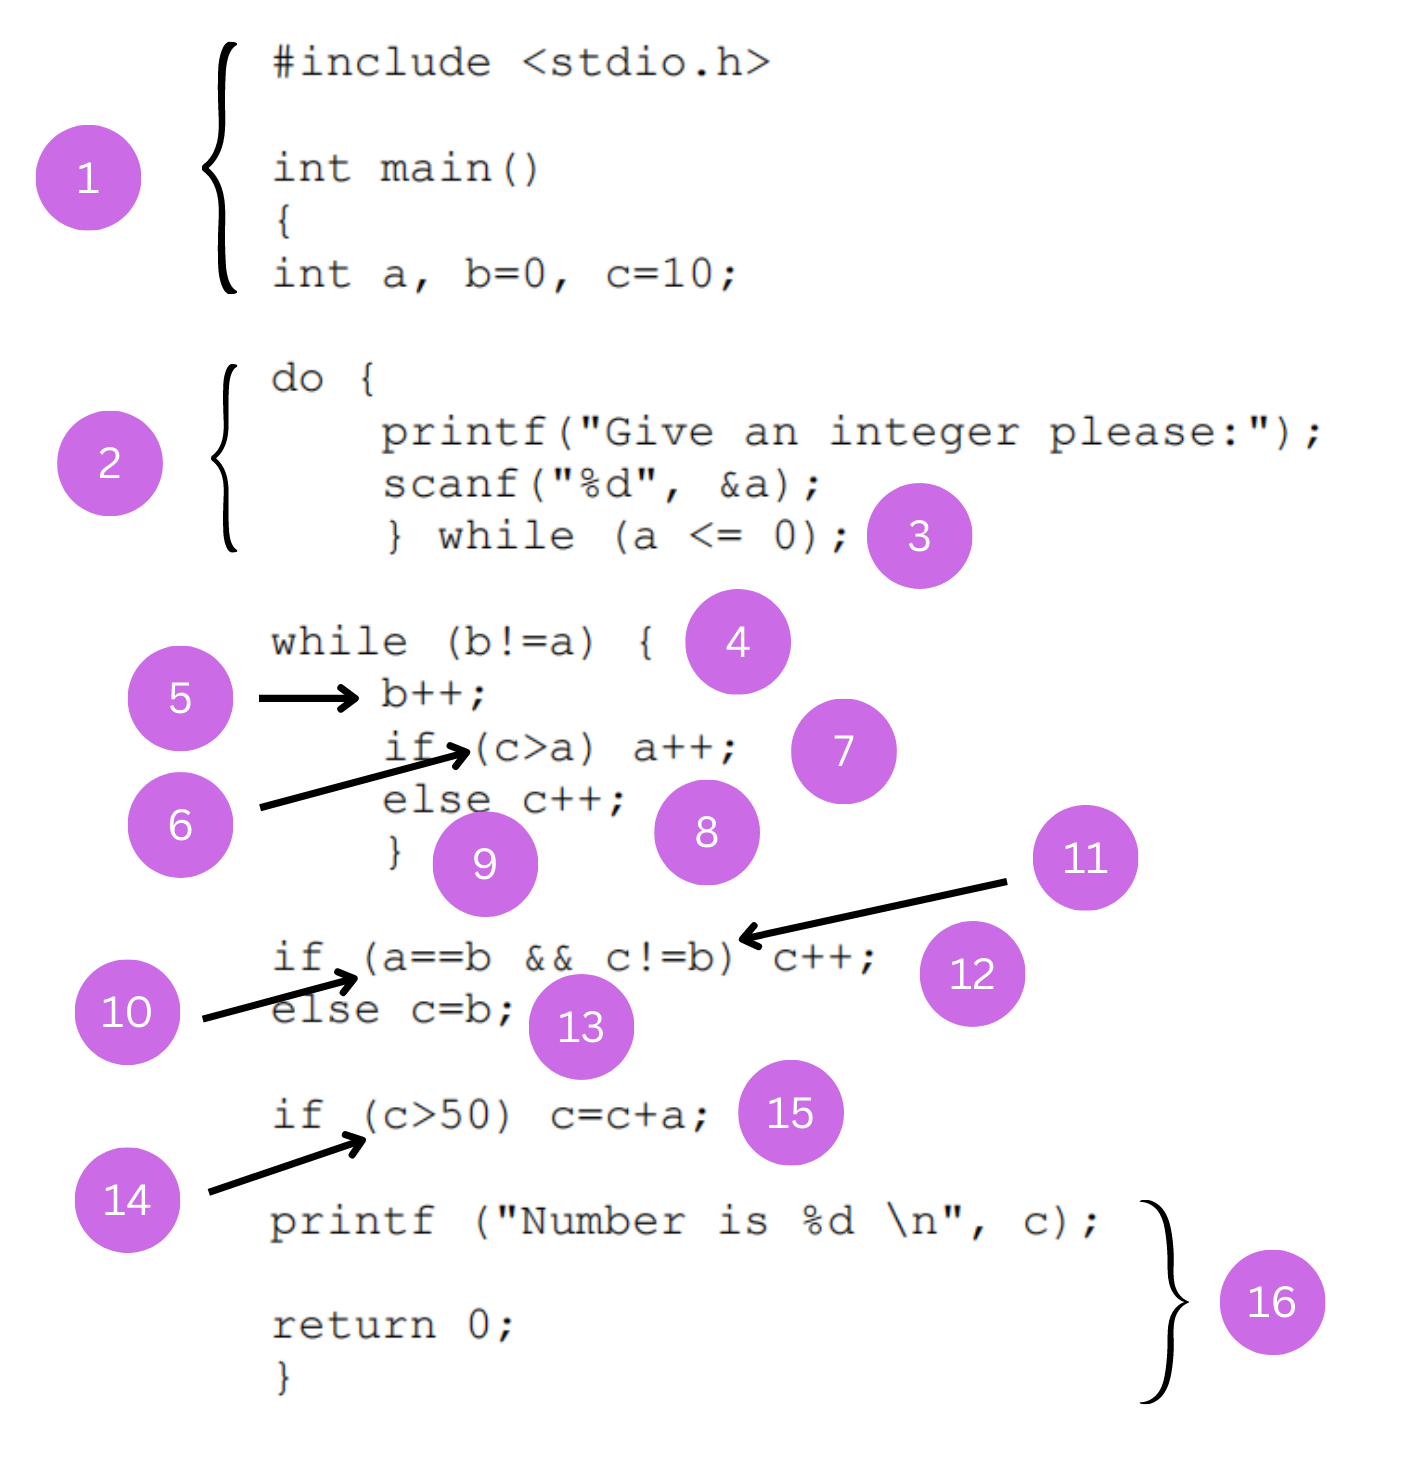 #include <stdio.h>
1
int main()
{
int a, b=0, c=10;
do {
2
printf("Give an integer please:");
scanf("%d", &a);
} while (a <= 0); 3
while (b!=a) { 4
5 b++;
if (c>a) a++; 7
6 else c++; 8
} 9
11
if (a==b && c!=b) c++; 12
10 else c=b; 13
if (c>50) c=c+a; 15
14
printf ("Number is %d \n", c);
16
return 0;
}